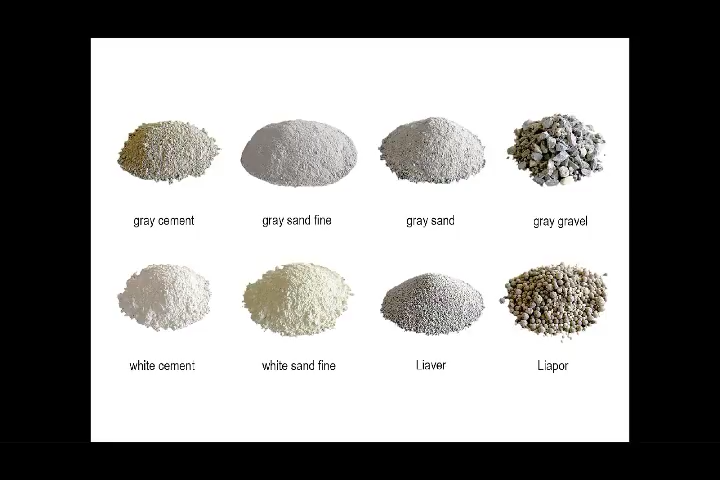 gray cement
gray sand fine
gray sand
gray gravel
white cement
white sand fine
Liaver
Liapor